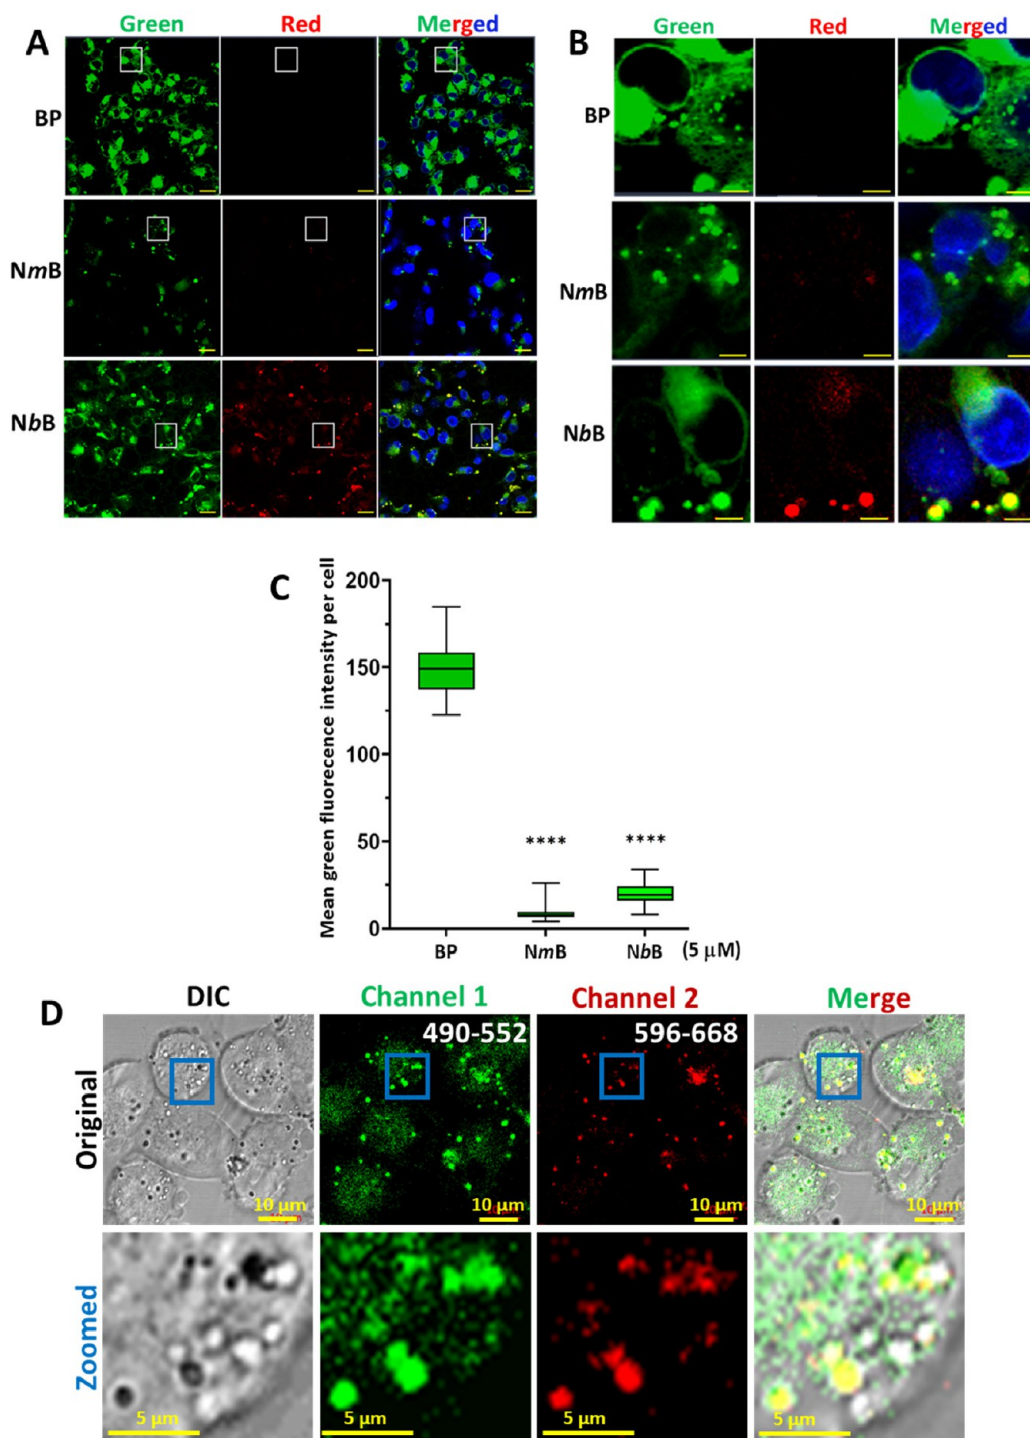 A
Green Red Merged
BP
NmB
NbB
B
Green Red Merged
BP
NmB
NbB
C
Mean green fluorecence intensity per cell
200
150
100
50
0
**** ****
BP NmB NbB (5 μM)
D
DIC Channel 1 Channel 2 Merge
Original
490-552 596-668
10 μm 10 μm 10 μm 10 μm
Zoomed
5 μm 5 μm 5 μm 5 μm